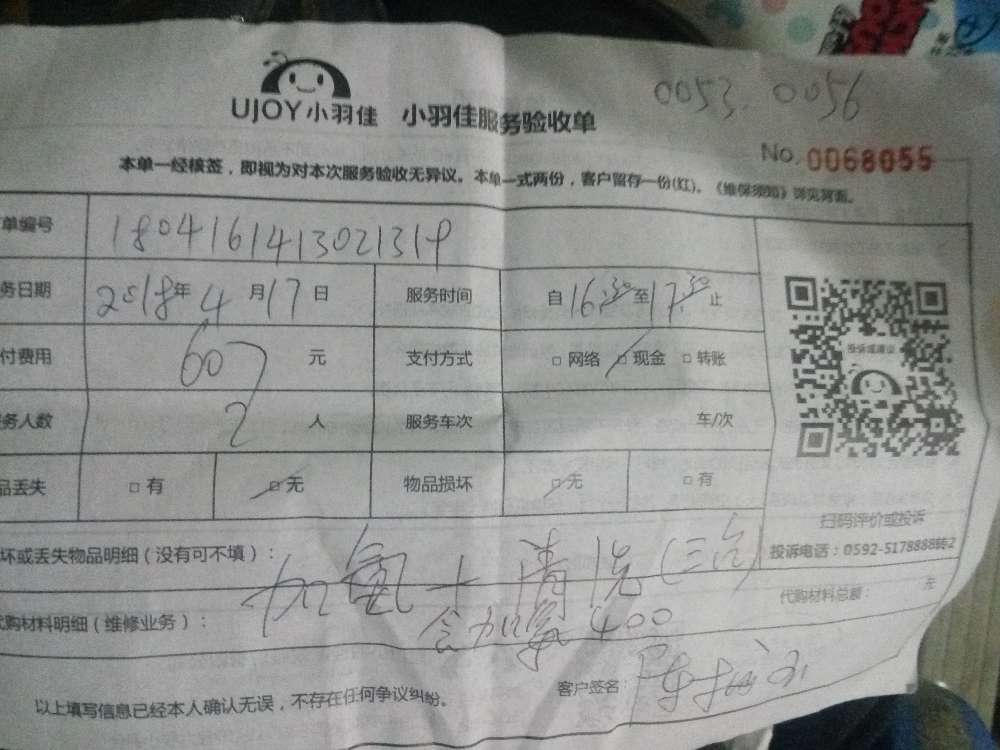 0053.0056
UJOY小羽佳 小羽佳服务验收单
No. 0068055
本单一经核签，即视为对本次服务验收无异议。本单一式两份，客户留存一份(红)。《维保须知》详见背面。
单编号 1804161413021319
务日期 2018年4月17日 服务时间 自16:30至17:30止
付费用 607 元 支付方式 □网络 □现金 □转账
务人数 2 人 服务车次 车/次
品丢失 □有 □无 物品损坏 □无 □有
投诉或建议
扫码评价或投诉
投诉电话：0592-5178888转2
坏或丢失物品明细（没有可不填）：
加氟+清洗(三台)
代购材料明细（维修业务）：
含加氟400
代购材料总额： 元
以上填写信息已经本人确认无误，不存在任何争议纠纷。
客户签名：